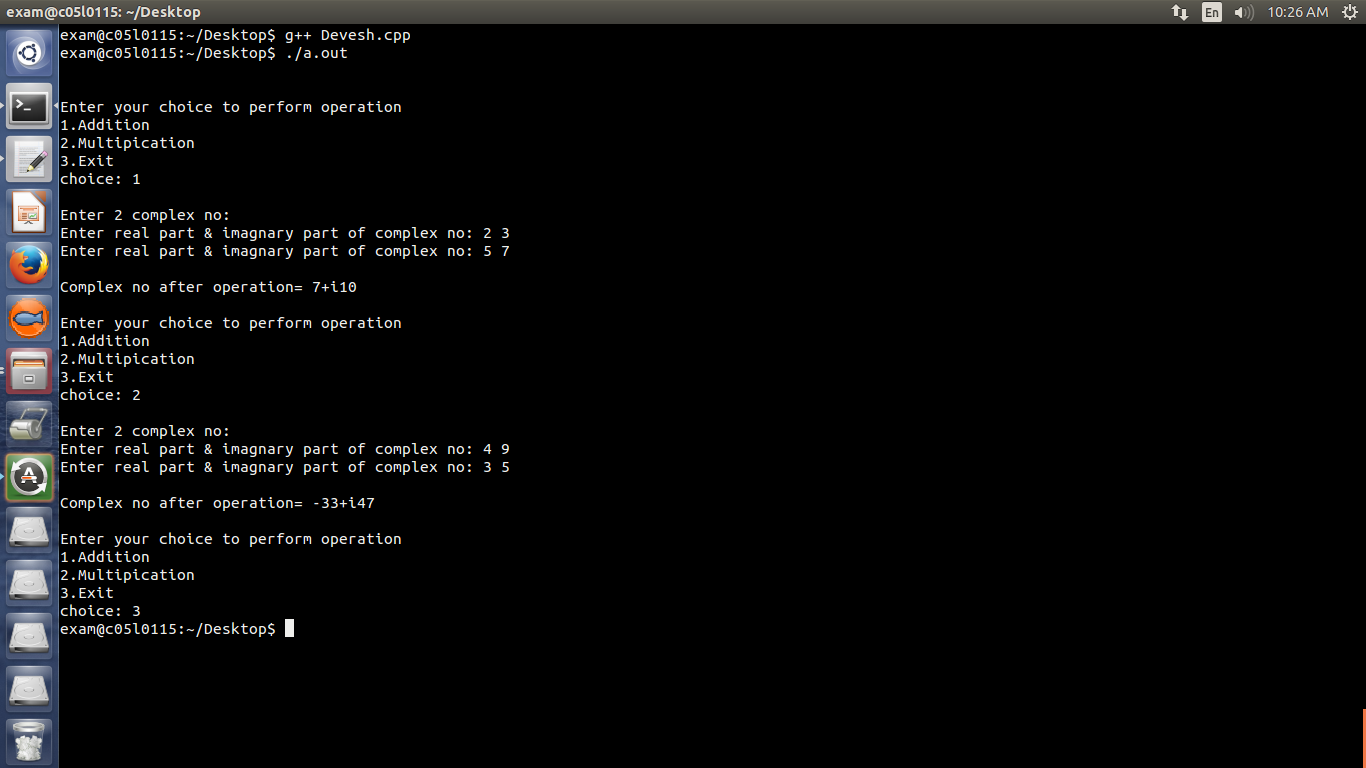 exam@c05l0115: ~/Desktop
En
10:26 AM
exam@c05l0115:~/Desktop$ g++ Devesh.cpp
exam@c05l0115:~/Desktop$ ./a.out
Enter your choice to perform operation
1.Addition
2.Multipication
3.Exit
choice: 1
Enter 2 complex no:
Enter real part & imagnary part of complex no: 2 3
Enter real part & imagnary part of complex no: 5 7
Complex no after operation= 7+i10
Enter your choice to perform operation
1.Addition
2.Multipication
3.Exit
choice: 2
Enter 2 complex no:
Enter real part & imagnary part of complex no: 4 9
Enter real part & imagnary part of complex no: 3 5
Complex no after operation= -33+i47
Enter your choice to perform operation
1.Addition
2.Multipication
3.Exit
choice: 3
exam@c05l0115:~/Desktop$